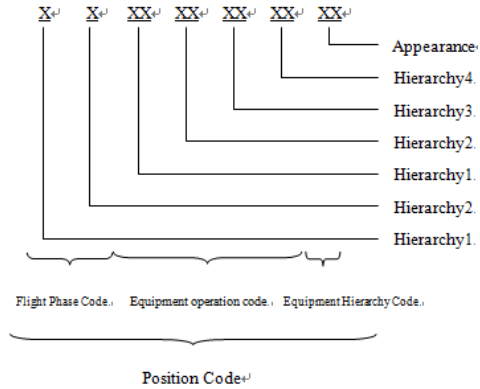 X↵ X↵ XX↵ XX↵ XX↵ XX↵ XX↵
Appearance↵
Hierarchy4.
Hierarchy3.
Hierarchy2.
Hierarchy1.
Hierarchy2.
Hierarchy1.
Flight Phase Code. Equipment operation code. Equipment Hierarchy Code.
Position Code↵